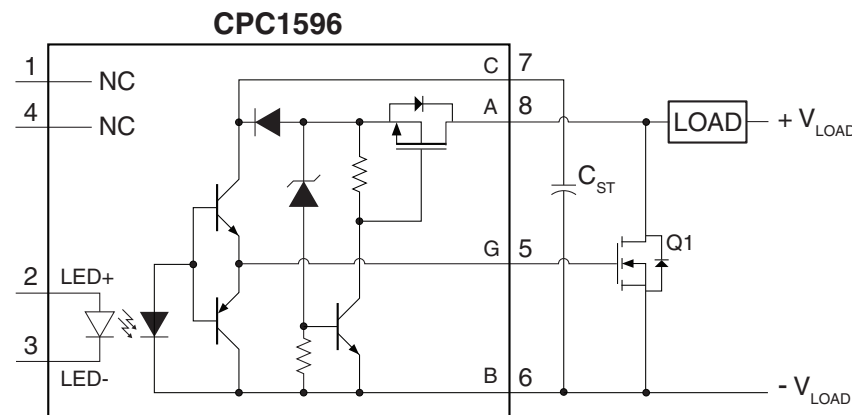 CPC1596
1 NC
4 NC
C 7
A 8
LOAD + V_LOAD
C_ST
G 5
Q1
2 LED+
3 LED-
B 6
- V_LOAD